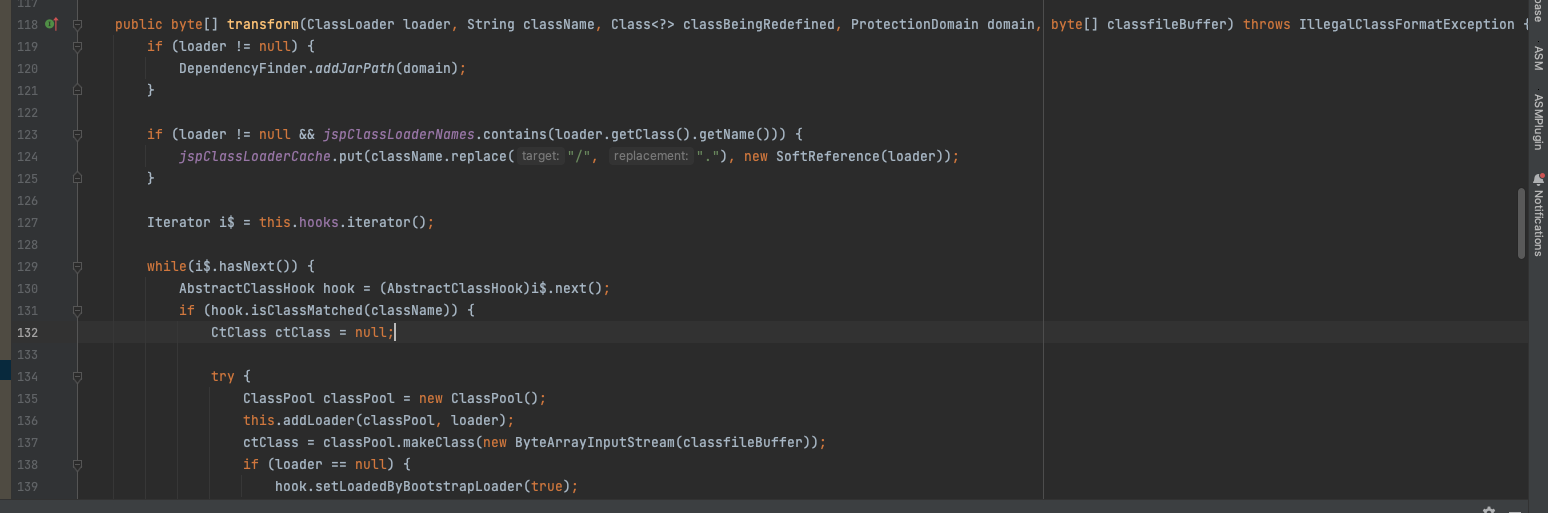 117
118 public byte[] transform(ClassLoader loader, String className, Class<?> classBeingRedefined, ProtectionDomain domain, byte[] classfileBuffer) throws IllegalClassFormatException {
119 if (loader != null) {
120 DependencyFinder.addJarPath(domain);
121 }
122
123 if (loader != null && jspClassLoaderNames.contains(loader.getClass().getName())) {
124 jspClassLoaderCache.put(className.replace( target: "/", replacement: "."), new SoftReference(loader));
125 }
126
127 Iterator i$ = this.hooks.iterator();
128
129 while(i$.hasNext()) {
130 AbstractClassHook hook = (AbstractClassHook)i$.next();
131 if (hook.isClassMatched(className)) {
132 CtClass ctClass = null;
133
134 try {
135 ClassPool classPool = new ClassPool();
136 this.addLoader(classPool, loader);
137 ctClass = classPool.makeClass(new ByteArrayInputStream(classfileBuffer));
138 if (loader == null) {
139 hook.setLoadedByBootstrapLoader(true);
ASM
ASMPlugin
Notifications